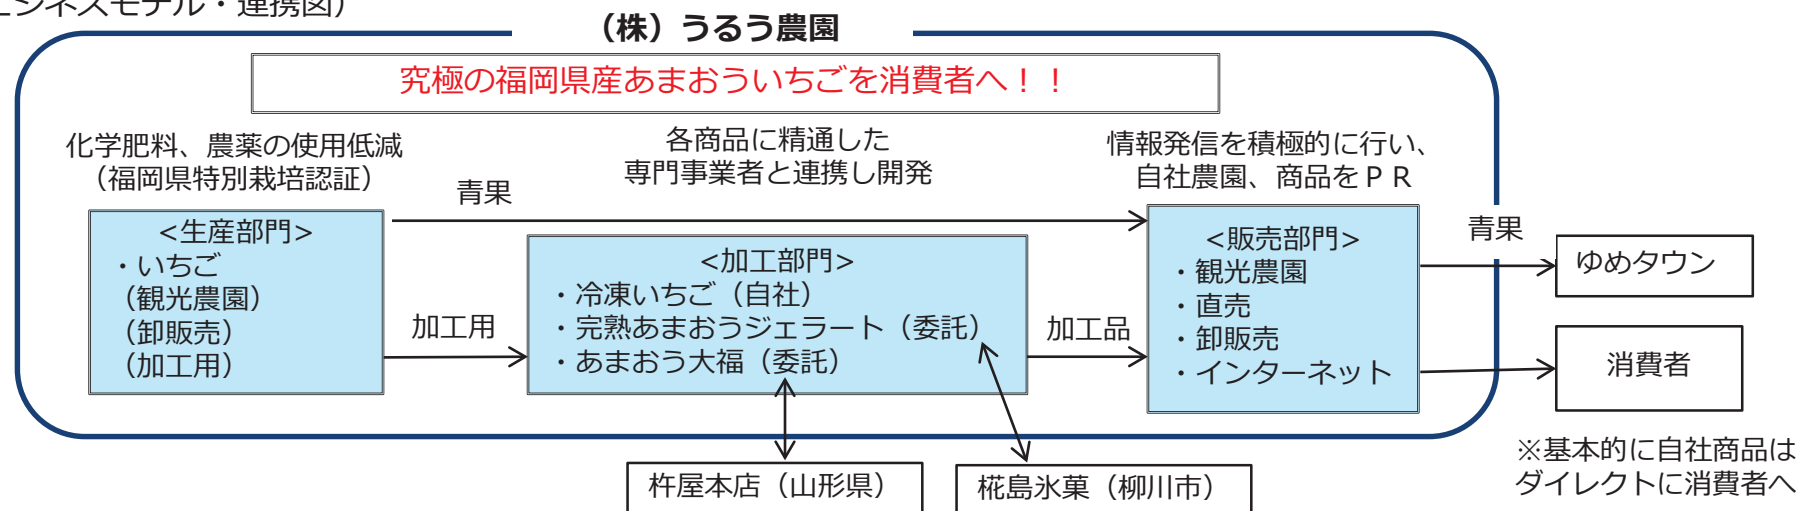 ビジネスモデル・連携図）
（株）うるう農園
究極の福岡県産あまおういちごを消費者へ！！
化学肥料、農薬の使用低減
（福岡県特別栽培認証）
各商品に精通した
専門事業者と連携し開発
情報発信を積極的に行い、
自社農園、商品をＰＲ
青果
<生産部門>
・いちご
（観光農園）
（卸販売）
（加工用）
加工用
<加工部門>
・冷凍いちご（自社）
・完熟あまおうジェラート（委託）
・あまおう大福（委託）
加工品
<販売部門>
・観光農園
・直売
・卸販売
・インターネット
青果
ゆめタウン
消費者
※基本的に自社商品は
ダイレクトに消費者へ
杵屋本店（山形県）
椛島氷菓（柳川市）